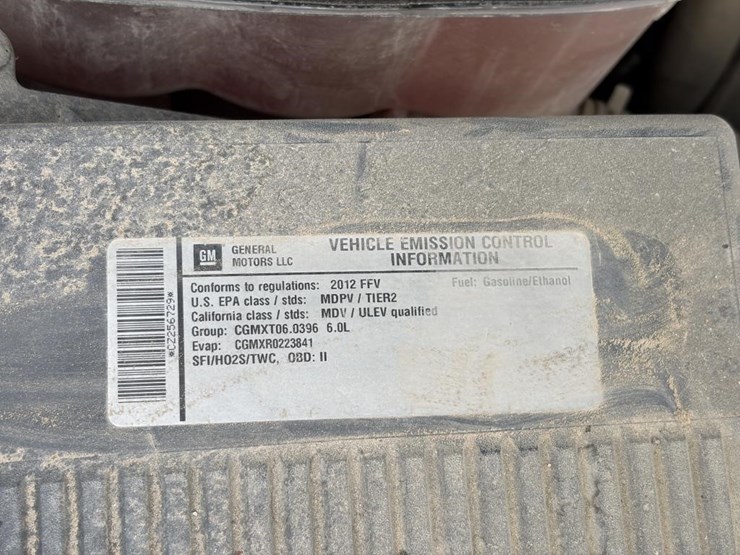 GM GENERAL MOTORS LLC
VEHICLE EMISSION CONTROL
INFORMATION
Conforms to regulations: 2012 FFV Fuel: Gasoline/Ethanol
U.S. EPA class / stds: MDPV / TIER2
California class / stds: MDV / ULEV qualified
Group: CGMXT06.0396 6.0L
Evap: CGMXR0223841
SFI/HO2S/TWC, OBD: II
*CZ256729*